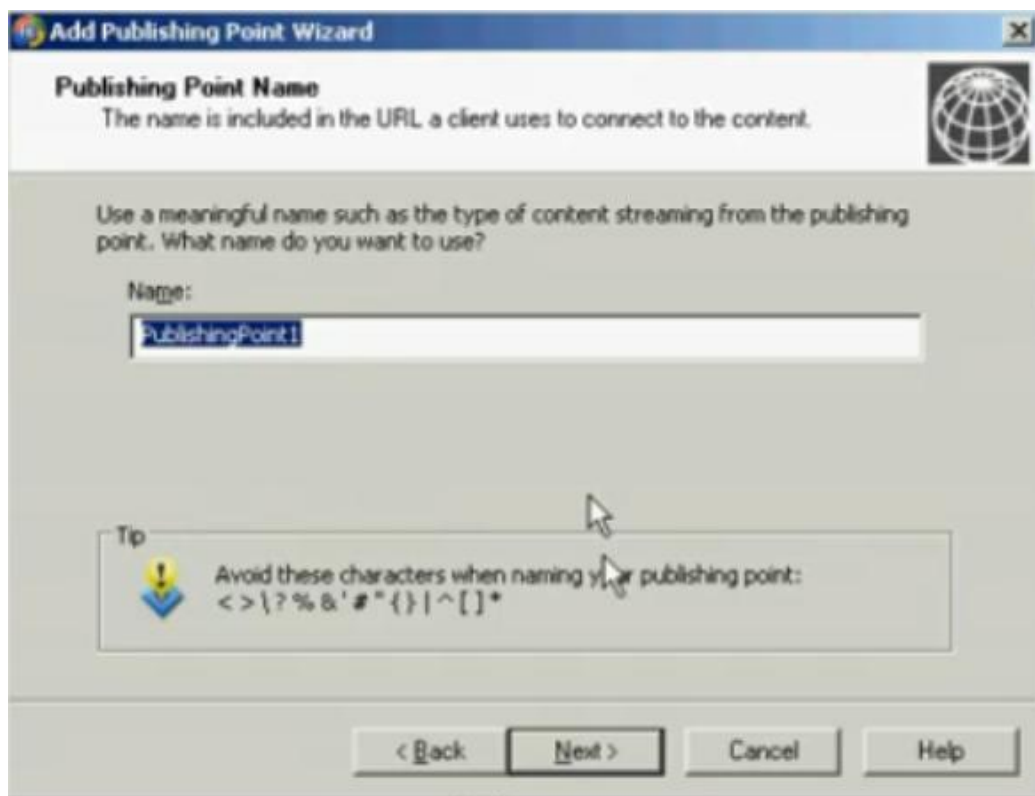 Add Publishing Point Wizard
Publishing Point Name
The name is included in the URL a client uses to connect to the content.
Use a meaningful name such as the type of content streaming from the publishing
point. What name do you want to use?
Name:
PublishingPoint1
Tip
Avoid these characters when naming your publishing point:
< > \ ? % & ' # " { } | ^ [ ] *
< Back
Next >
Cancel
Help